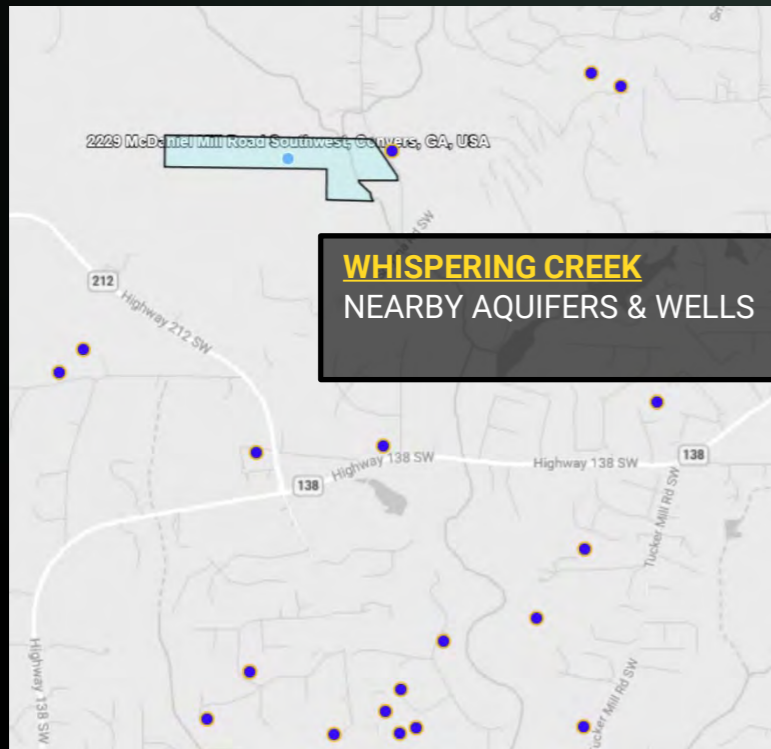 2229 McDaniel Mill Road Southwest, Conyers, GA, USA
WHISPERING CREEK
NEARBY AQUIFERS & WELLS
212
Highway 212 SW
138
Highway 138 SW
Highway 138 SW
138
Tucker Mill Rd SW
Highway 138 SW
Tucker Mill Rd SW